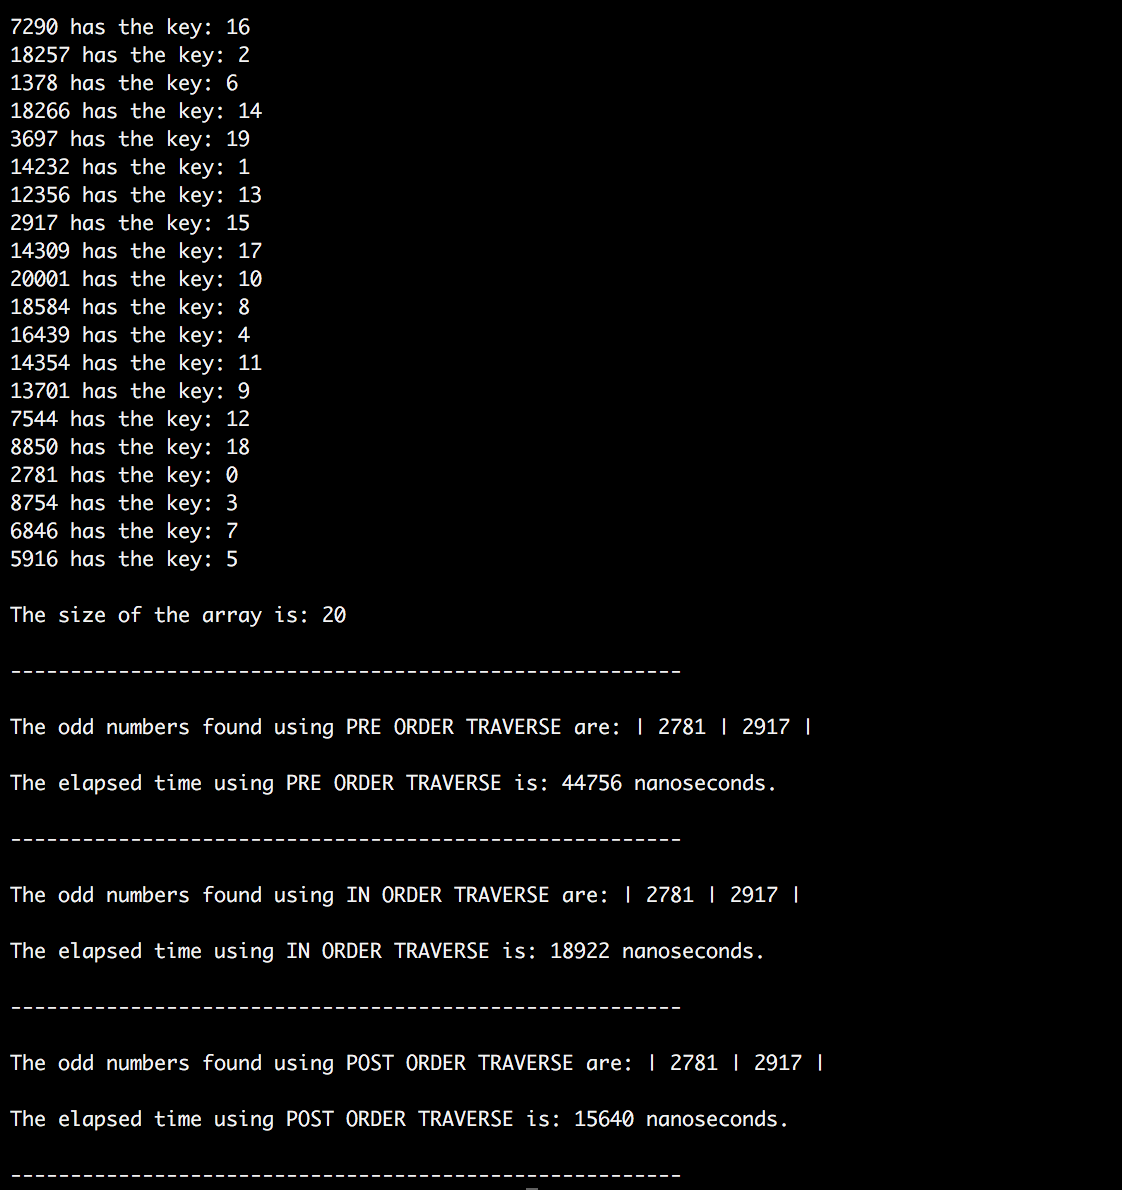 7290 has the key: 16
18257 has the key: 2
1378 has the key: 6
18266 has the key: 14
3697 has the key: 19
14232 has the key: 1
12356 has the key: 13
2917 has the key: 15
14309 has the key: 17
20001 has the key: 10
18584 has the key: 8
16439 has the key: 4
14354 has the key: 11
13701 has the key: 9
7544 has the key: 12
8850 has the key: 18
2781 has the key: 0
8754 has the key: 3
6846 has the key: 7
5916 has the key: 5
The size of the array is: 20
--------------------------------------------------------
The odd numbers found using PRE ORDER TRAVERSE are: | 2781 | 2917 |
The elapsed time using PRE ORDER TRAVERSE is: 44756 nanoseconds.
--------------------------------------------------------
The odd numbers found using IN ORDER TRAVERSE are: | 2781 | 2917 |
The elapsed time using IN ORDER TRAVERSE is: 18922 nanoseconds.
--------------------------------------------------------
The odd numbers found using POST ORDER TRAVERSE are: | 2781 | 2917 |
The elapsed time using POST ORDER TRAVERSE is: 15640 nanoseconds.
--------------------------------------------------------